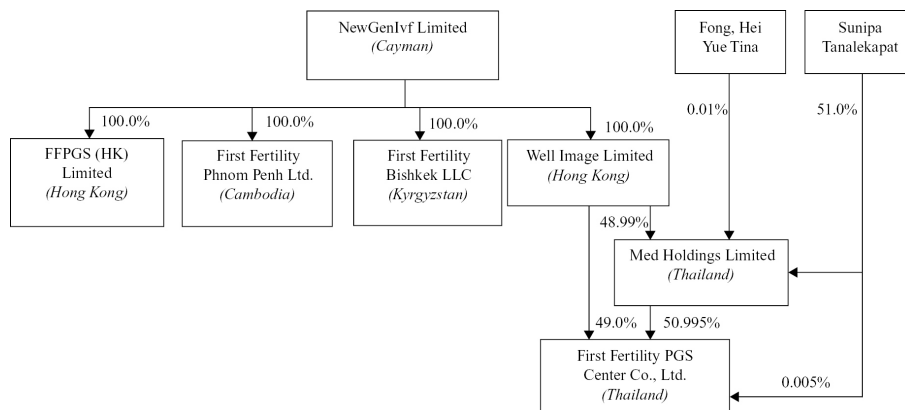 NewGenIvf Limited
(Cayman)
Fong, Hei
Yue Tina
Sunipa
Tanalekapat
0.01%
51.0%
100.0%
100.0%
100.0%
100.0%
FFPGS (HK)
Limited
(Hong Kong)
First Fertility
Phnom Penh Ltd.
(Cambodia)
First Fertility
Bishkek LLC
(Kyrgyzstan)
Well Image Limited
(Hong Kong)
48.99%
Med Holdings Limited
(Thailand)
49.0%
50.995%
First Fertility PGS
Center Co., Ltd.
(Thailand)
0.005%